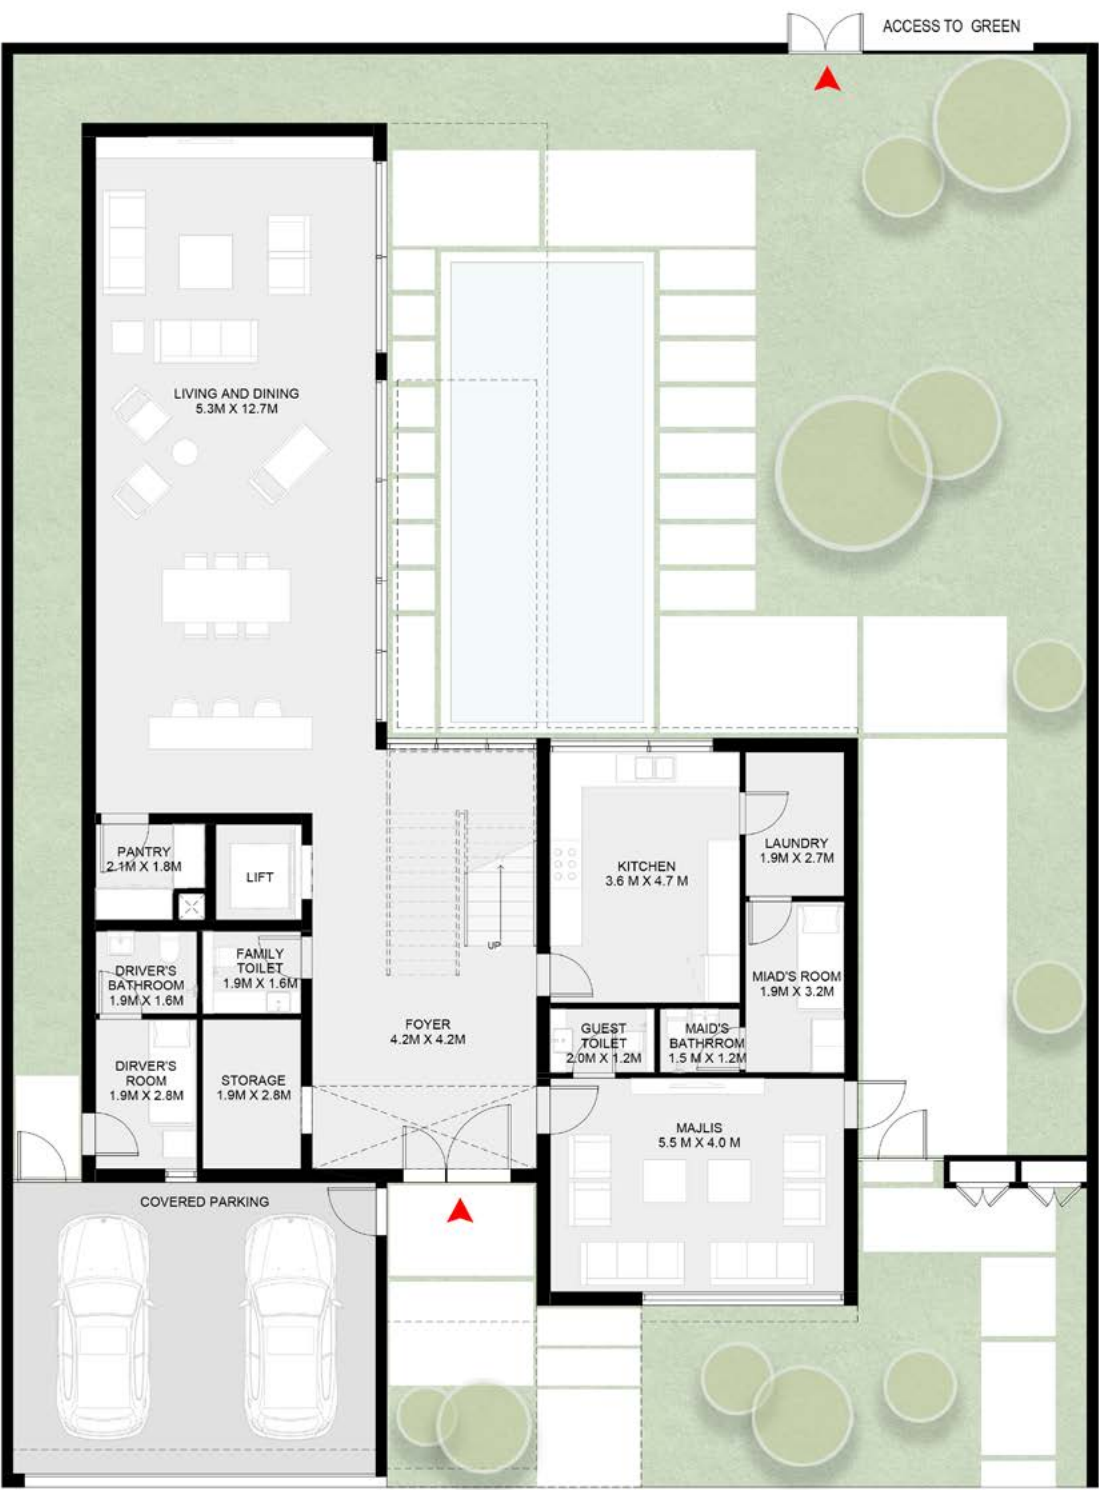 ACCESS TO GREEN
LIVING AND DINING
5.3M X 12.7M
PANTRY
2.1M X 1.8M
LIFT
KITCHEN
3.6 M X 4.7 M
LAUNDRY
1.9M X 2.7M
UP
DRIVER'S
BATHROOM
1.9M X 1.6M
FAMILY
TOILET
1.9M X 1.6M
MIAD'S ROOM
1.9M X 3.2M
FOYER
4.2M X 4.2M
GUEST
TOILET
2.0M X 1.2M
MAID'S
BATHRROM
1.5 M X 1.2M
DIRVER'S
ROOM
1.9M X 2.8M
STORAGE
1.9M X 2.8M
MAJLIS
5.5 M X 4.0 M
COVERED PARKING